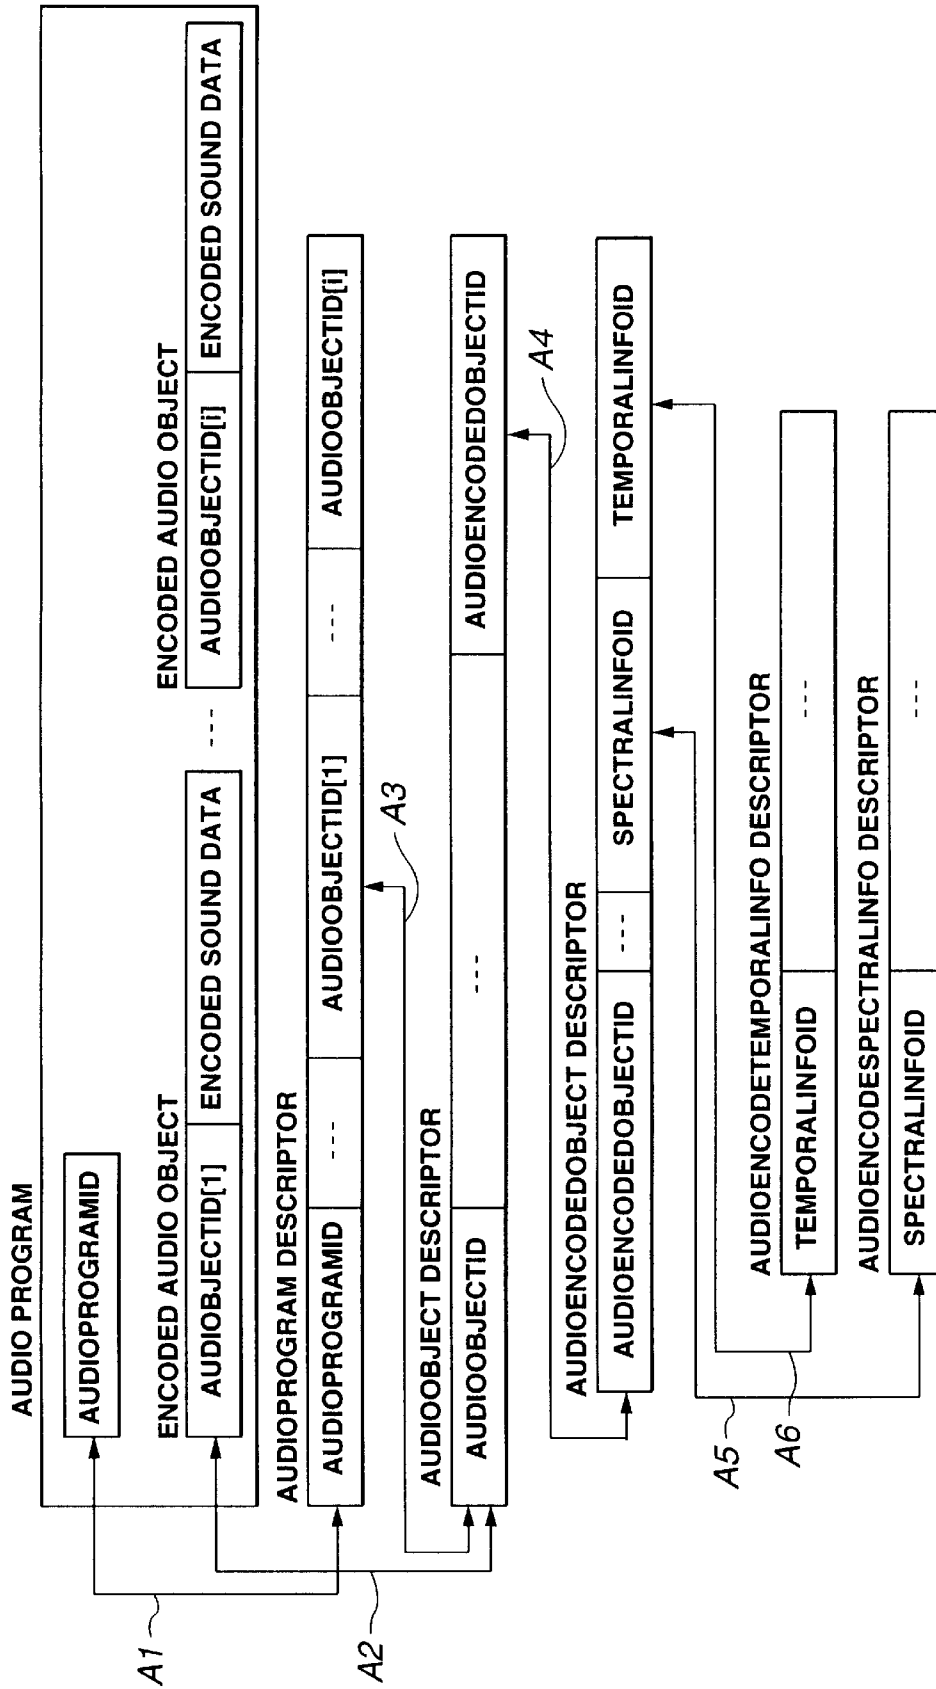 AUDIO PROGRAM
AUDIOPROGRAMID
ENCODED AUDIO OBJECT
AUDIOBJECTID[1]
ENCODED SOUND DATA
---
ENCODED AUDIO OBJECT
AUDIOOBJECTID[i]
ENCODED SOUND DATA
A1
AUDIOPROGRAM DESCRIPTOR
AUDIOPROGRAMID
---
AUDIOOBJECTID[1]
---
AUDIOOBJECTID[i]
A2
A3
AUDIOOBJECT DESCRIPTOR
AUDIOOBJECTID
---
AUDIOENCODEDOBJECTID
A4
AUDIOENCODEDOBJECT DESCRIPTOR
AUDIOENCODEDOBJECTID
---
SPECTRALINFOID
TEMPORALINFOID
A5
A6
AUDIOENCODETEMPORALINFO DESCRIPTOR
TEMPORALINFOID
---
AUDIOENCODESPECTRALINFO DESCRIPTOR
SPECTRALINFOID
---